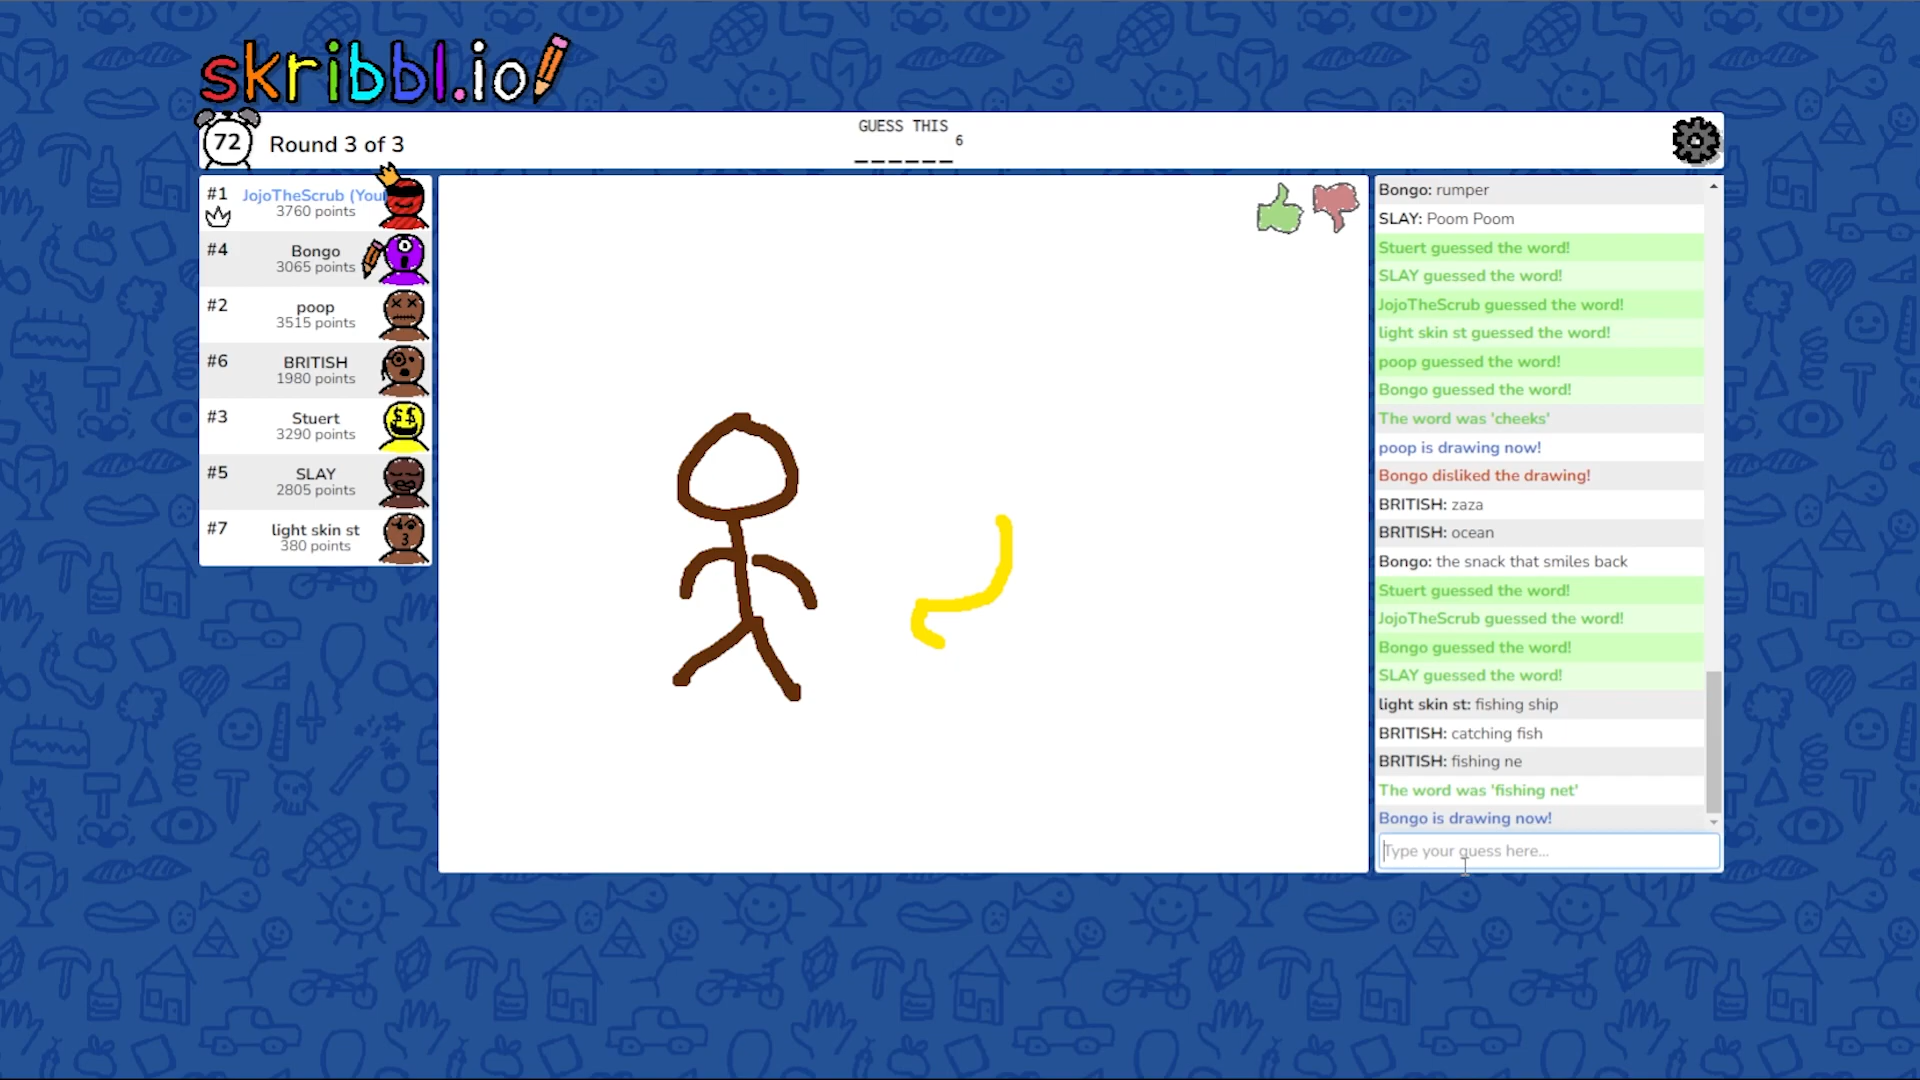 skribbl.io
72
Round 3 of 3
GUESS THIS
______ 6
#1 JojoTheScrub (You
3760 points
#4 Bongo
3065 points
#2 poop
3515 points
#6 BRITISH
1980 points
#3 Stuert
3290 points
#5 SLAY
2805 points
#7 light skin st
380 points
Bongo: rumper
SLAY: Poom Poom
Stuert guessed the word!
SLAY guessed the word!
JojoTheScrub guessed the word!
light skin st guessed the word!
poop guessed the word!
Bongo guessed the word!
The word was 'cheeks'
poop is drawing now!
Bongo disliked the drawing!
BRITISH: zaza
BRITISH: ocean
Bongo: the snack that smiles back
Stuert guessed the word!
JojoTheScrub guessed the word!
Bongo guessed the word!
SLAY guessed the word!
light skin st: fishing ship
BRITISH: catching fish
BRITISH: fishing ne
The word was 'fishing net'
Bongo is drawing now!
Type your guess here...